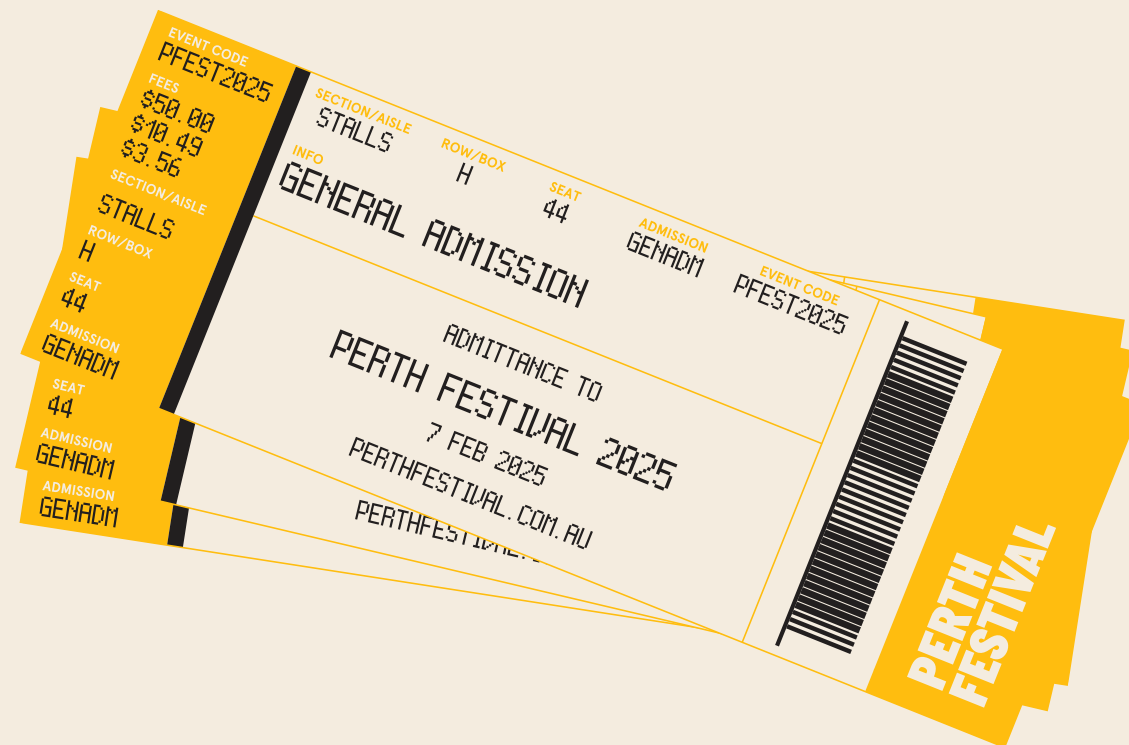 EVENT CODE
PFEST2025
FEES
$50.00
$10.49
$3.56
SECTION/AISLE
STALLS
ROW/BOX
H
SEAT
44
ADMISSION
GENADM
SEAT
44
ADMISSION
GENADM
ADMISSION
GENADM
SECTION/AISLE
STALLS
ROW/BOX
H
SEAT
44
ADMISSION
GENADM
EVENT CODE
PFEST2025
INFO
GENERAL ADMISSION
ADMITTANCE TO
PERTH FESTIVAL 2025
7 FEB 2025
PERTHFESTIVAL.COM.AU
PERTHFESTIVAL.
PERTH
FESTIVAL